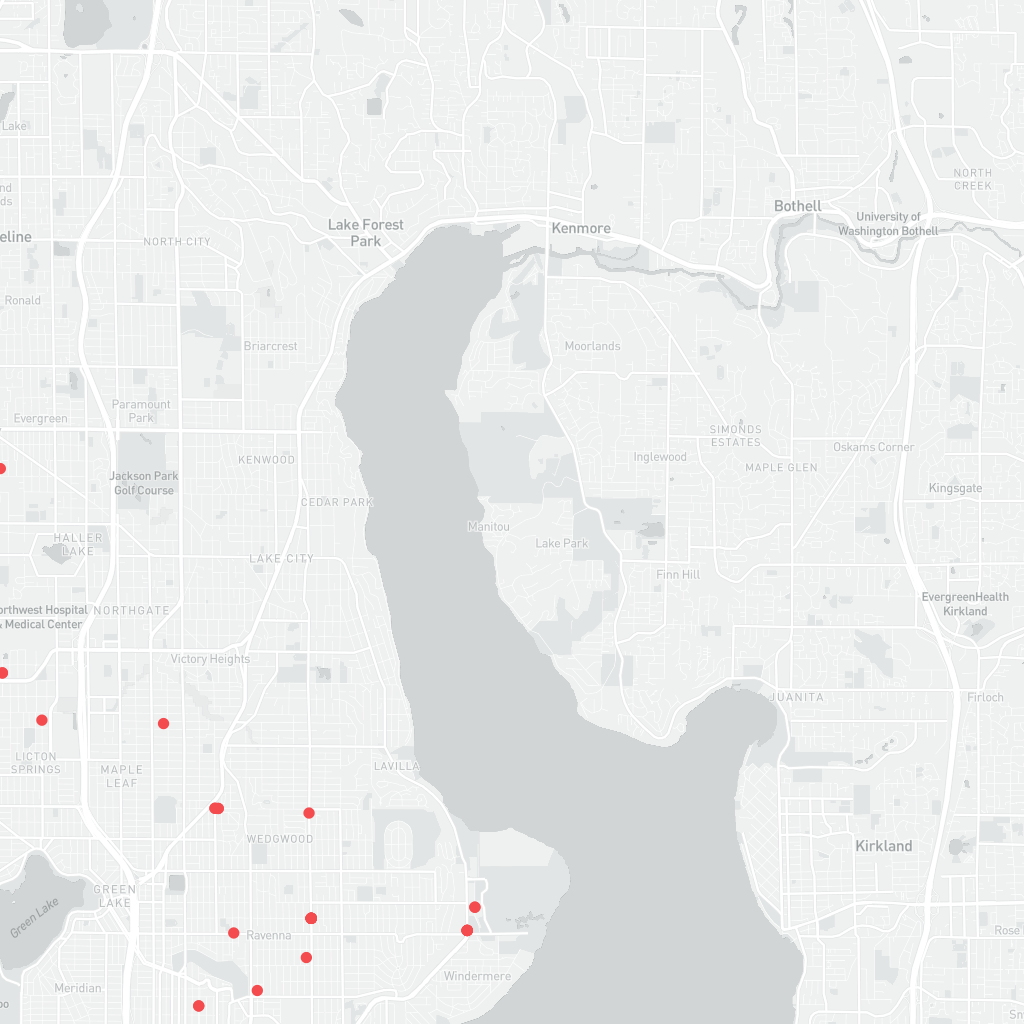 Lake
NORTH
CREEK
Bothell
Lake Forest
Park
Kenmore
University of
Washington Bothell
eline
NORTH CITY
Ronald
Briarcrest
Moorlands
Paramount
Park
Evergreen
SIMONDS
ESTATES
Oskams Corner
KENWOOD
Inglewood
MAPLE GLEN
Jackson Park
Golf Course
Kingsgate
CEDAR PARK
Manitou
HALLER
LAKE
Lake Park
LAKE CITY
Finn Hill
EvergreenHealth
Kirkland
orthwest Hospital
& Medical Center
NORTHGATE
Victory Heights
JUANITA
Firloch
LICTON
SPRINGS
MAPLE
LEAF
LAVILLA
WEDGWOOD
Kirkland
GREEN
LAKE
Green Lake
Ravenna
Rose
Windermere
Meridian
oo
Sn